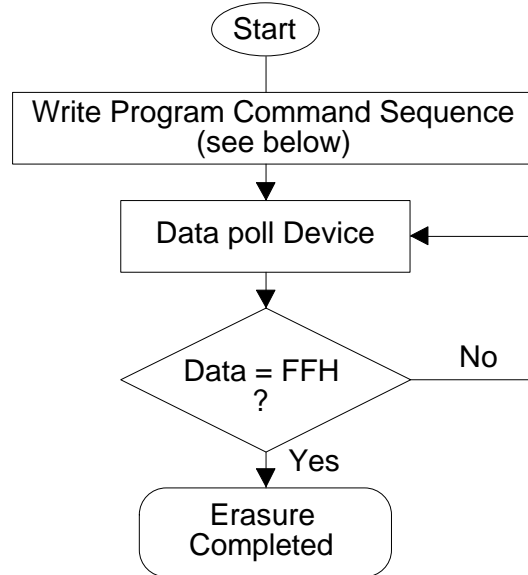 Start
Write Program Command Sequence
(see below)
Data poll Device
Data = FFH
?
No
Yes
Erasure
Completed